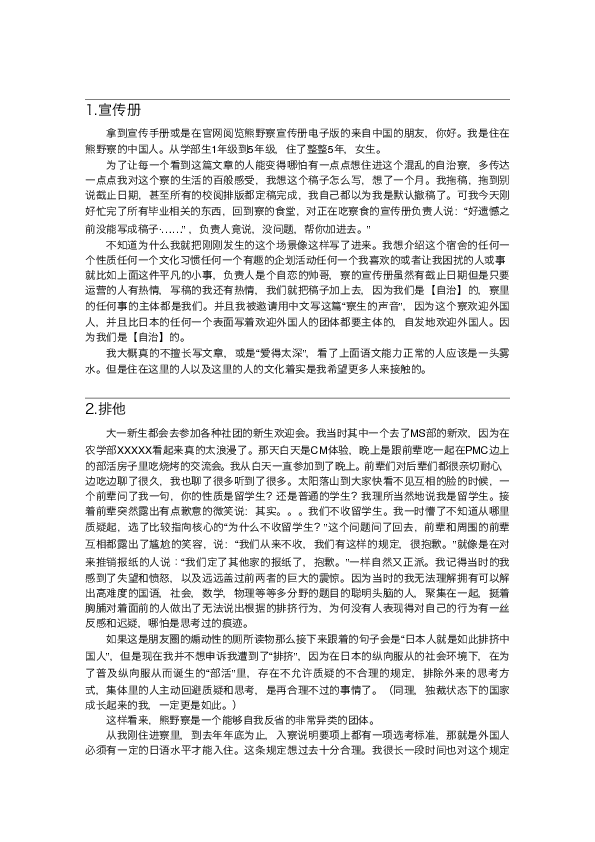 1.宣传册
拿到宣传手册或是在官网阅览熊野寮宣传册电子版的来自中国的朋友，你好。我是住在
熊野寮的中国人。从学部生1年级到5年级，住了整整5年，女生。
为了让每一个看到这篇文章的人能变得哪怕有一点点想住进这个混乱的自治寮，多传达
一点点我对这个寮的生活的百般感受，我想这个稿子怎么写，想了一个月。我拖稿，拖到别
说截止日期，甚至所有的校阅排版都定稿完成，我自己都以为我是默认撤稿了。可我今天刚
好忙完了所有毕业相关的东西，回到寮的食堂，对正在吃寮食的宣传册负责人说：“好遗憾之
前没能写成稿子……”，负责人竟说，没问题，帮你加进去。”
不知道为什么我就把刚刚发生的这个场景像这样写了进来。我想介绍这个宿舍的任何一
个性质任何一个文化习惯任何一个有趣的企划活动任何一个我喜欢的或者让我困扰的人或事
就比如上面这件平凡的小事，负责人是个自恋的帅哥，寮的宣传册虽然有截止日期但是只要
运营的人有热情，写稿的我还有热情，我们就把稿子加上去，因为我们是【自治】的，寮里
的任何事的主体都是我们。并且我被邀请用中文写这篇“寮生的声音”，因为这个寮欢迎外国
人，并且比日本的任何一个表面写着欢迎外国人的团体都要主体的，自发地欢迎外国人。因
为我们是【自治】的。
我大概真的不擅长写文章，或是“爱得太深”，看了上面语文能力正常的人应该是一头雾
水。但是住在这里的人以及这里的人的文化着实是我希望更多人来接触的。
2.排他
大一新生都会去参加各种社团的新生欢迎会。我当时其中一个去了MS部的新欢，因为在
农学部XXXXX看起来真的太浪漫了。那天白天是CM体验，晚上是跟前辈吃一起在PMC边上
的部活房子里吃烧烤的交流会。我从白天一直参加到了晚上。前辈们对后辈们都很亲切耐心，
边吃边聊了很久，我也聊了很多听到了很多。太阳落山到大家快看不见互相的脸的时候，一
个前辈问了我一句，你的性质是留学生？还是普通的学生？我理所当然地说我是留学生。接
着前辈突然露出有点歉意的微笑说：其实。。。我们不收留学生。我一时懵了不知道从哪里
质疑起，选了比较指向核心的“为什么不收留学生？”这个问题问了回去，前辈和周围的前辈
互相都露出了尴尬的笑容，说：“我们从来不收，我们有这样的规定，很抱歉。”就像是在对
来推销报纸的人说：“我们定了其他家的报纸了，抱歉。”一样自然又正派。我记得当时的我
感到了失望和愤怒，以及远远盖过前两者的巨大的震惊。因为当时的我无法理解拥有可以解
出高难度的国语，社会，数学，物理等等多分野的题目的聪明头脑的人，聚集在一起，挺着
胸脯对着面前的人做出了无法说出根据的排挤行为，为何没有人表现得对自己的行为有一丝
反感和迟疑，哪怕是思考过的痕迹。
如果这是朋友圈的煽动性的厕所读物那么接下来跟着的句子会是“日本人就是如此排挤中
国人”，但是现在我并不想申诉我遭到了“排挤”，因为在日本的纵向服从的社会环境下，在为
了普及纵向服从而诞生的“部活”里，存在不允许质疑的不合理的规定，排除外来的思考方
式，集体里的人主动回避质疑和思考，是再合理不过的事情了。（同理，独裁状态下的国家
成长起来的我，一定更是如此。）
这样看来，熊野寮是一个能够自我反省的非常异类的团体。
从我刚住进寮里，到去年年底为止，入寮说明要项上都有一项选考标准，那就是外国人
必须有一定的日语水平才能入住。这条规定想过去十分合理。我很长一段时间也对这个规定